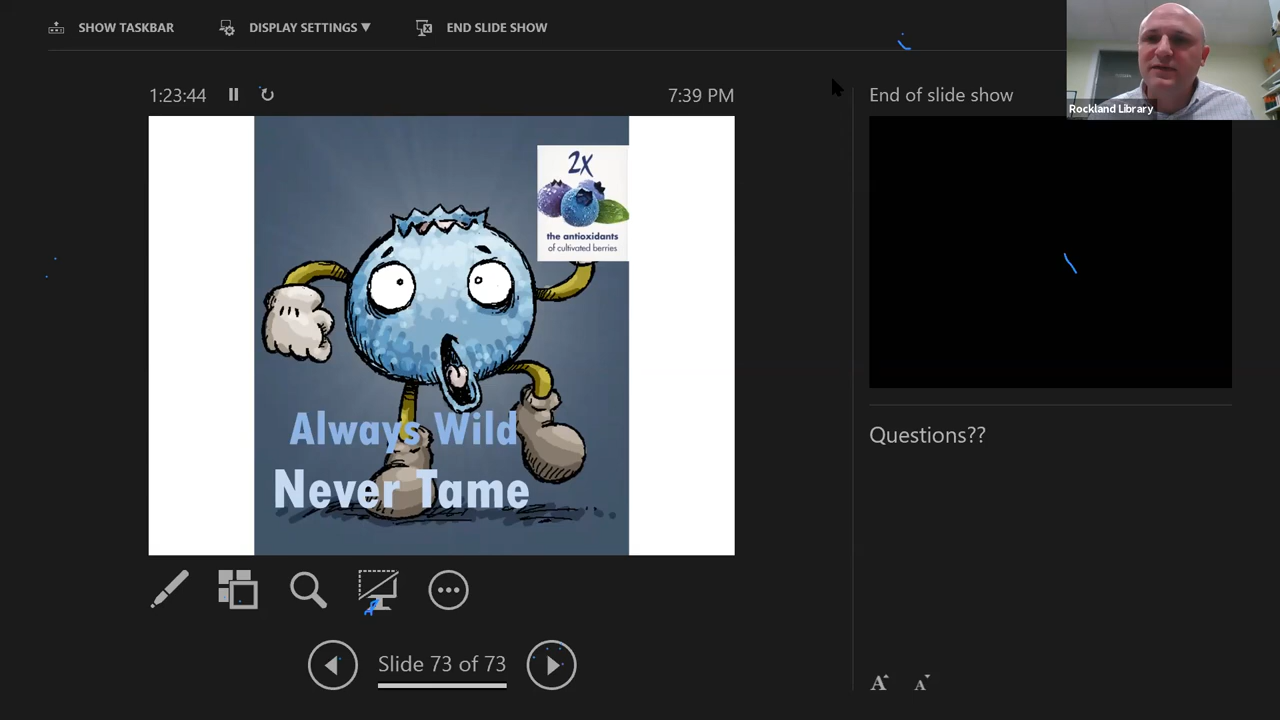 SHOW TASKBAR
DISPLAY SETTINGS
END SLIDE SHOW
1:23:44
7:39 PM
End of slide show
Rockland Library
2X
the antioxidants
of cultivated berries
Always Wild
Never Tame
Questions??
Slide 73 of 73
A A